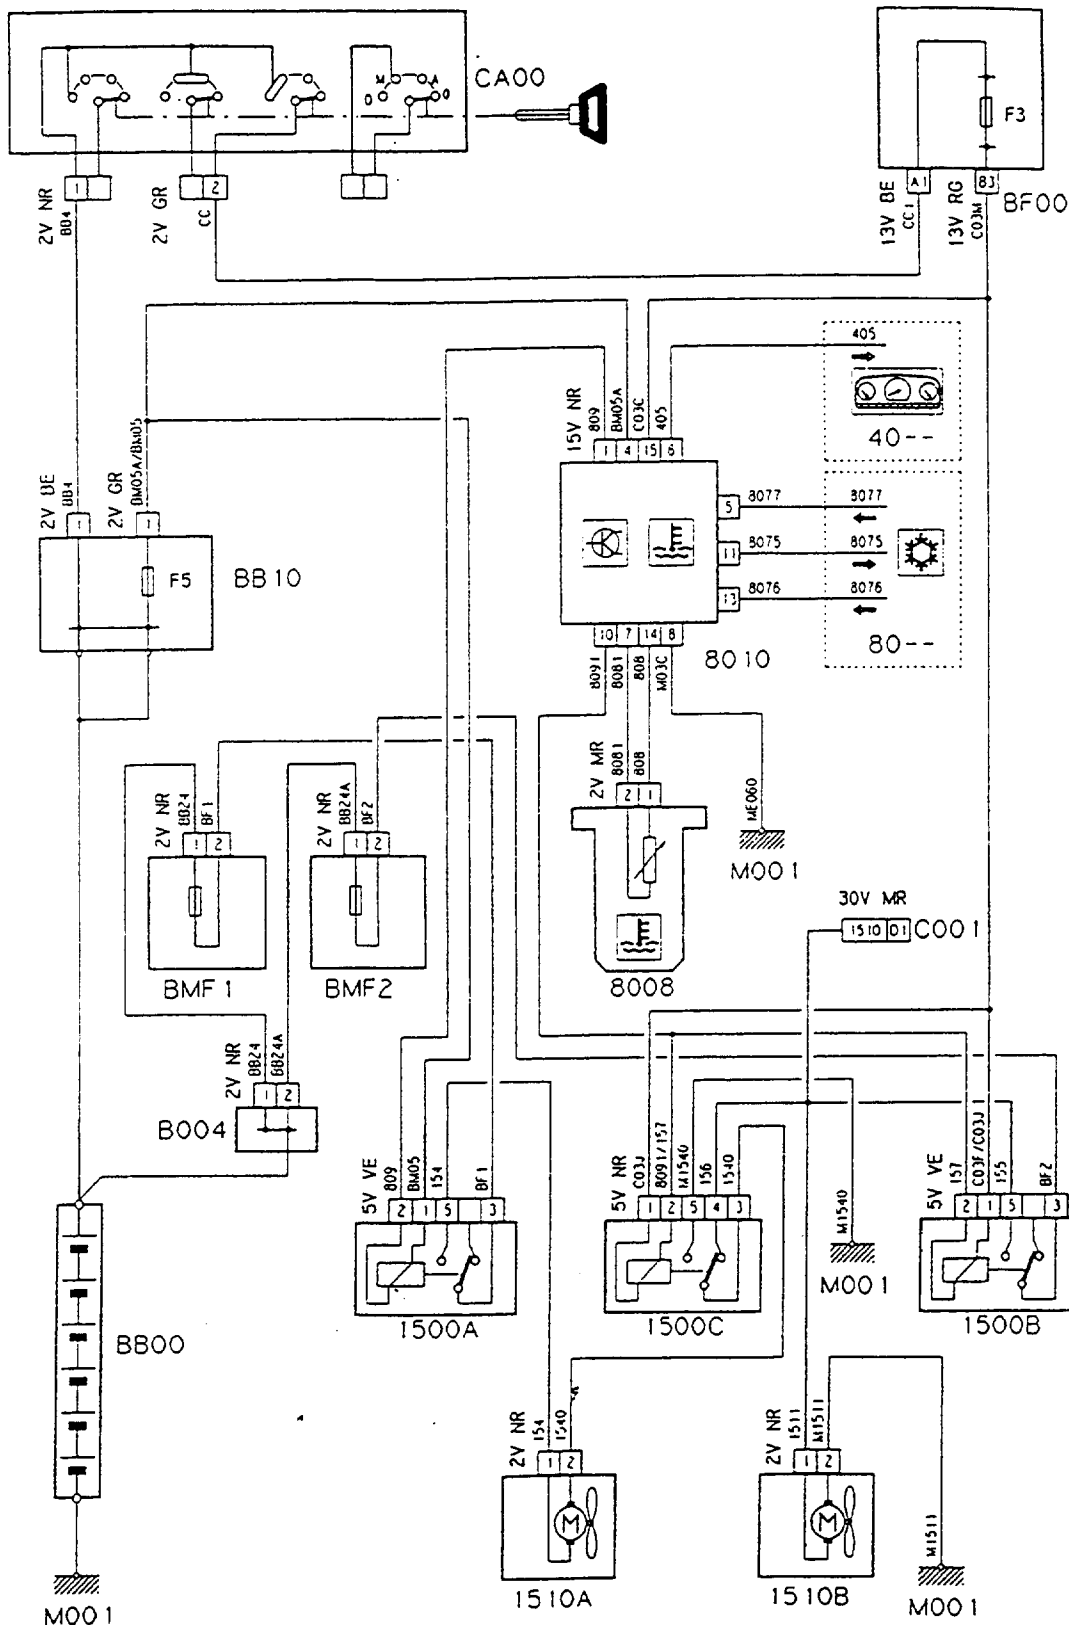 CA00
M
A
O
O
F3
BF00
1
2
A1
B3
2V NR
BB4
2V GR
CC
13V BE
CC1
13V RG
C03M
405
40--
15V NR
809
BM05A
C03C
405
1
4
15
6
2V BE
BB4
2V GR
BM05A/BM05
1
1
F5
BB10
5
8077
8077
11
8075
8075
13
8076
8076
80--
10
7
14
8
8010
8091
8081
808
M03C
2V MR
8081
808
2
1
8008
ME060
M001
2V NR
BB24
BF1
1
2
BMF1
2V NR
BB24A
BF2
1
2
BMF2
30V MR
1510
D1
C001
2V NR
BB24
BB24A
1
2
B004
5V VE
809
BM05
154
BF1
2
1
5
3
1500A
5V NR
C03J
8091/157
M1540
156
1540
1
2
5
4
3
1500C
M1540
M001
5V VE
157
C03F/C03J
155
BF2
2
1
5
3
1500B
BB00
M001
2V NR
154
1540
1
2
M
1510A
2V NR
1511
M1511
1
2
M
1510B
M1511
M001